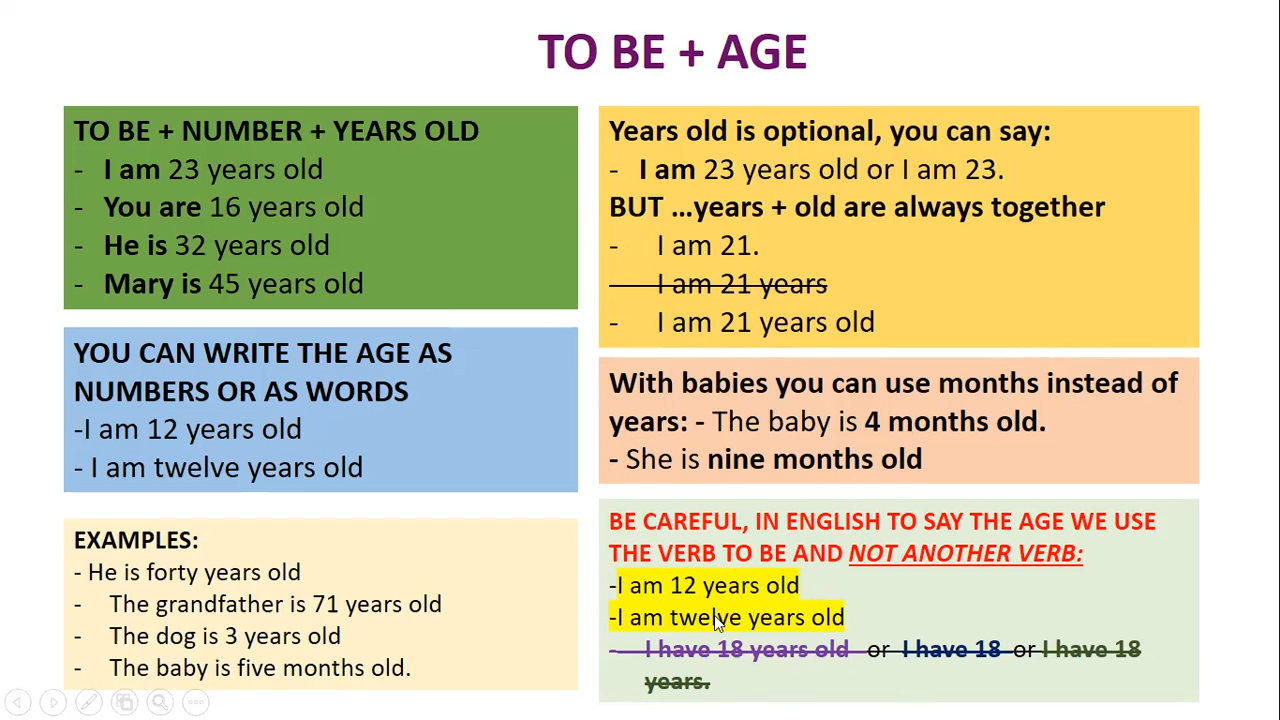 TO BE + AGE
TO BE + NUMBER + YEARS OLD
- I am 23 years old
- You are 16 years old
- He is 32 years old
- Mary is 45 years old
YOU CAN WRITE THE AGE AS
NUMBERS OR AS WORDS
-I am 12 years old
- I am twelve years old
EXAMPLES:
- He is forty years old
- The grandfather is 71 years old
- The dog is 3 years old
- The baby is five months old.
Years old is optional, you can say:
- I am 23 years old or I am 23.
BUT …years + old are always together
- I am 21.
- I am 21 years
- I am 21 years old
With babies you can use months instead of
years: - The baby is 4 months old.
- She is nine months old
BE CAREFUL, IN ENGLISH TO SAY THE AGE WE USE
THE VERB TO BE AND NOT ANOTHER VERB:
-I am 12 years old
-I am twelve years old
- I have 18 years old or I have 18 or I have 18
years.